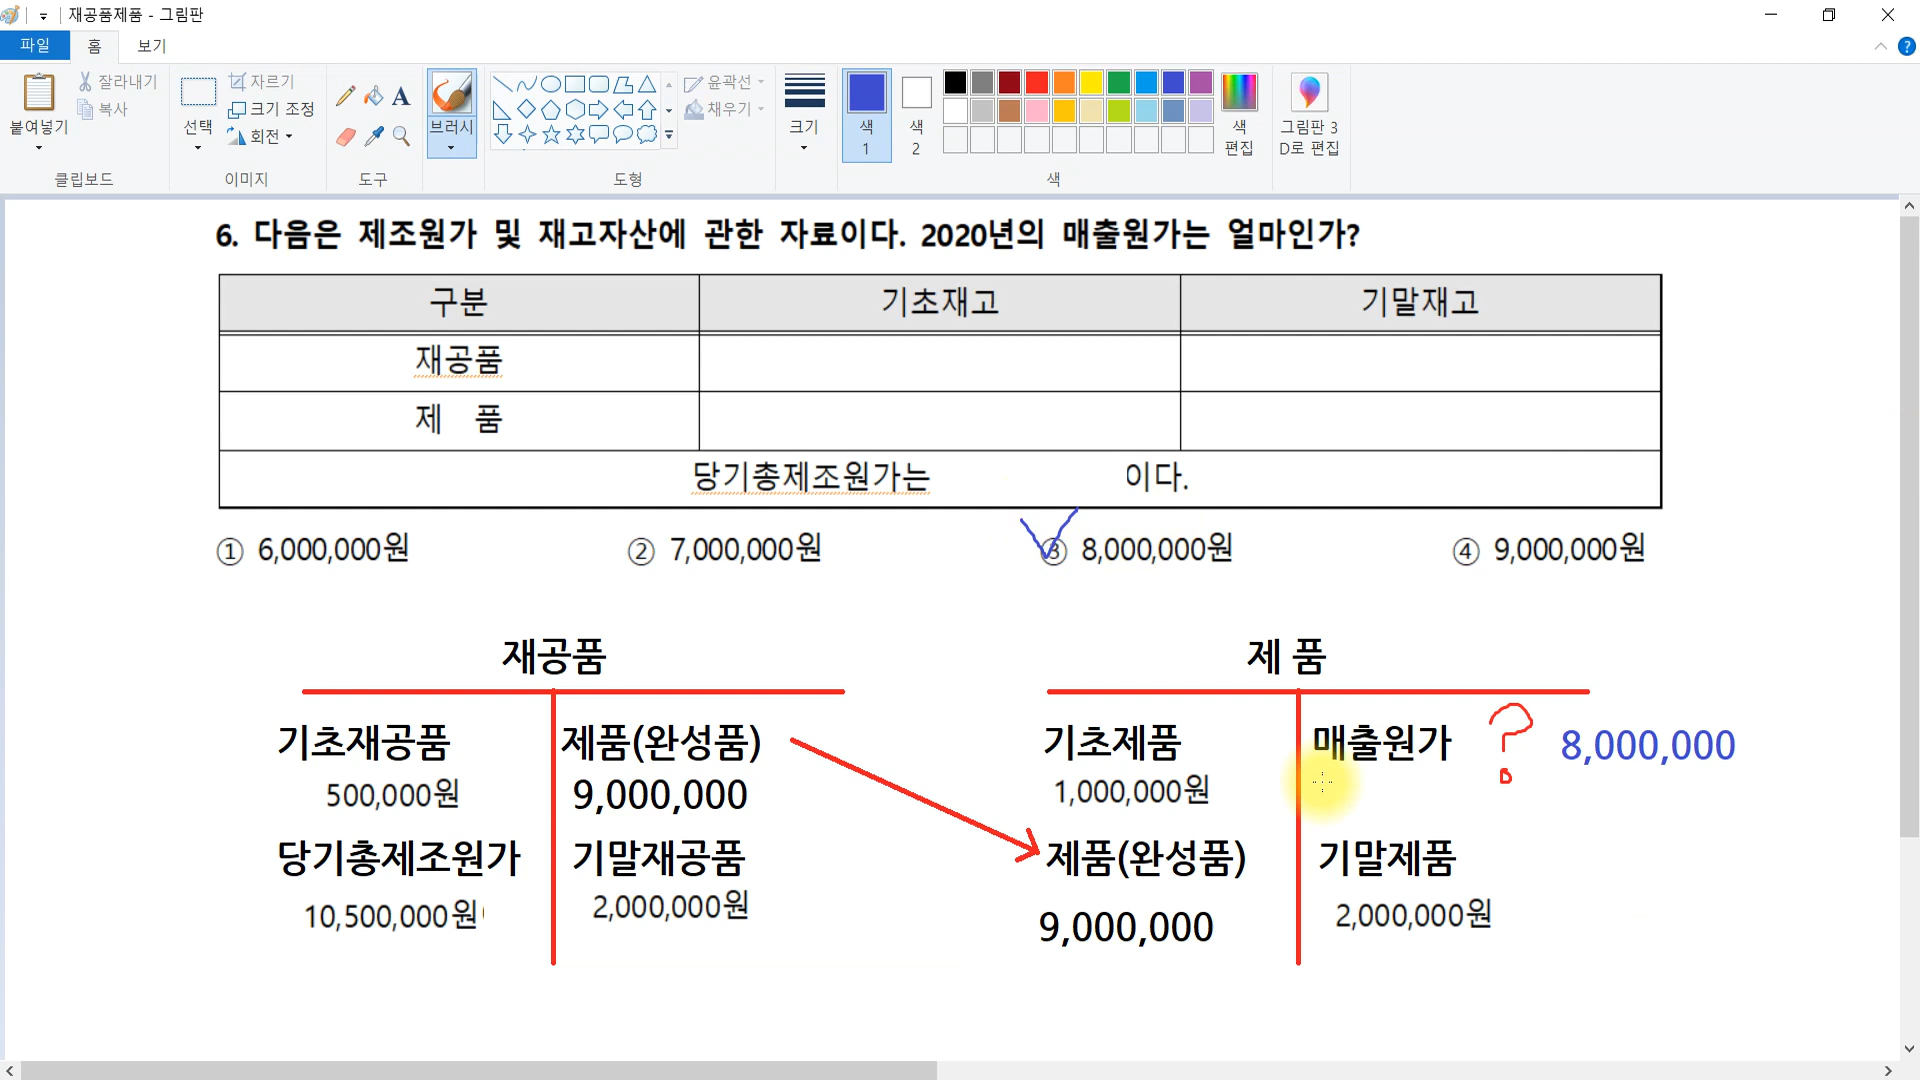 재공품제품 - 그림판
파일 홈 보기
붙여넣기
잘라내기
복사
클립보드
선택
자르기
크기 조정
회전
이미지
A
도구
브러시
윤곽선
채우기
도형
크기
색 1
색 2
색
색 편집
그림판 3D로 편집
6. 다음은 제조원가 및 재고자산에 관한 자료이다. 2020년의 매출원가는 얼마인가?
구분 기초재고 기말재고
재공품
제 품
당기총제조원가는 이다.
① 6,000,000원 ② 7,000,000원 ③ 8,000,000원 ④ 9,000,000원
재공품
기초재공품 제품(완성품)
500,000원 9,000,000
당기총제조원가 기말재공품
10,500,000원 2,000,000원
제 품
기초제품 매출원가 ? 8,000,000
1,000,000원
제품(완성품) 기말제품
9,000,000 2,000,000원